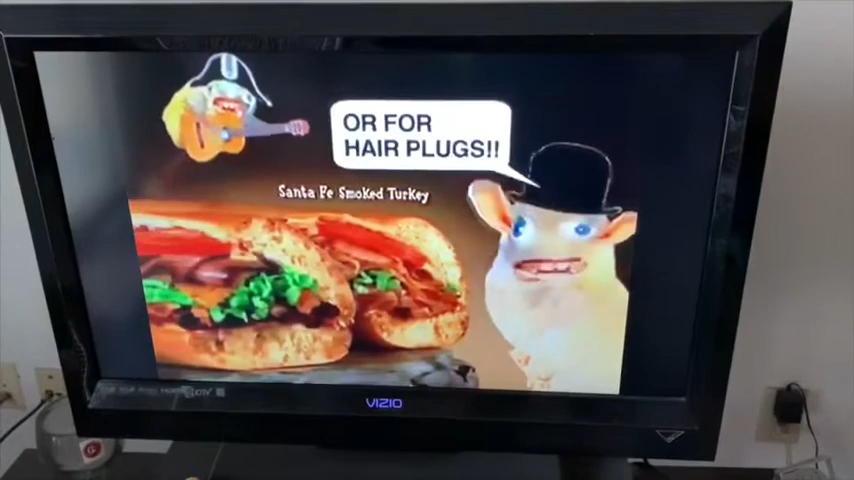 OR FOR
HAIR PLUGS!!
Santa Fe Smoked Turkey
VIZIO
G